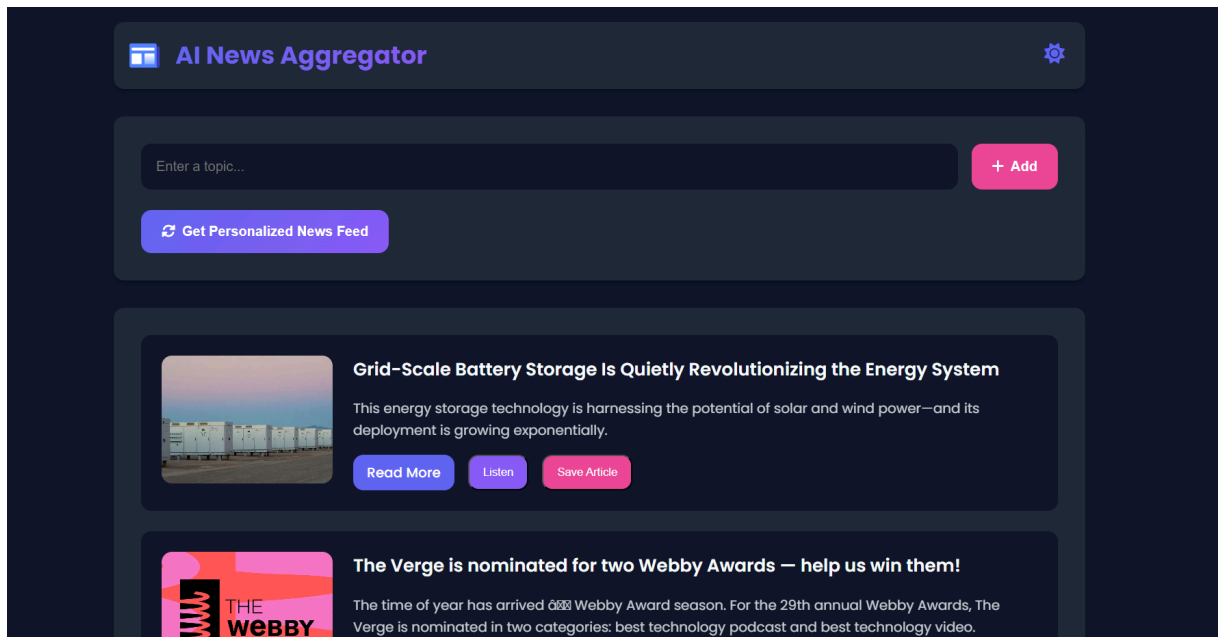 AI News Aggregator
Enter a topic...
+ Add
Get Personalized News Feed
Grid-Scale Battery Storage Is Quietly Revolutionizing the Energy System
This energy storage technology is harnessing the potential of solar and wind power—and its
deployment is growing exponentially.
Read More
Listen
Save Article
The Verge is nominated for two Webby Awards — help us win them!
THE
WEBBY
The time of year has arrived â Webby Award season. For the 29th annual Webby Awards, The
Verge is nominated in two categories: best technology podcast and best technology video.